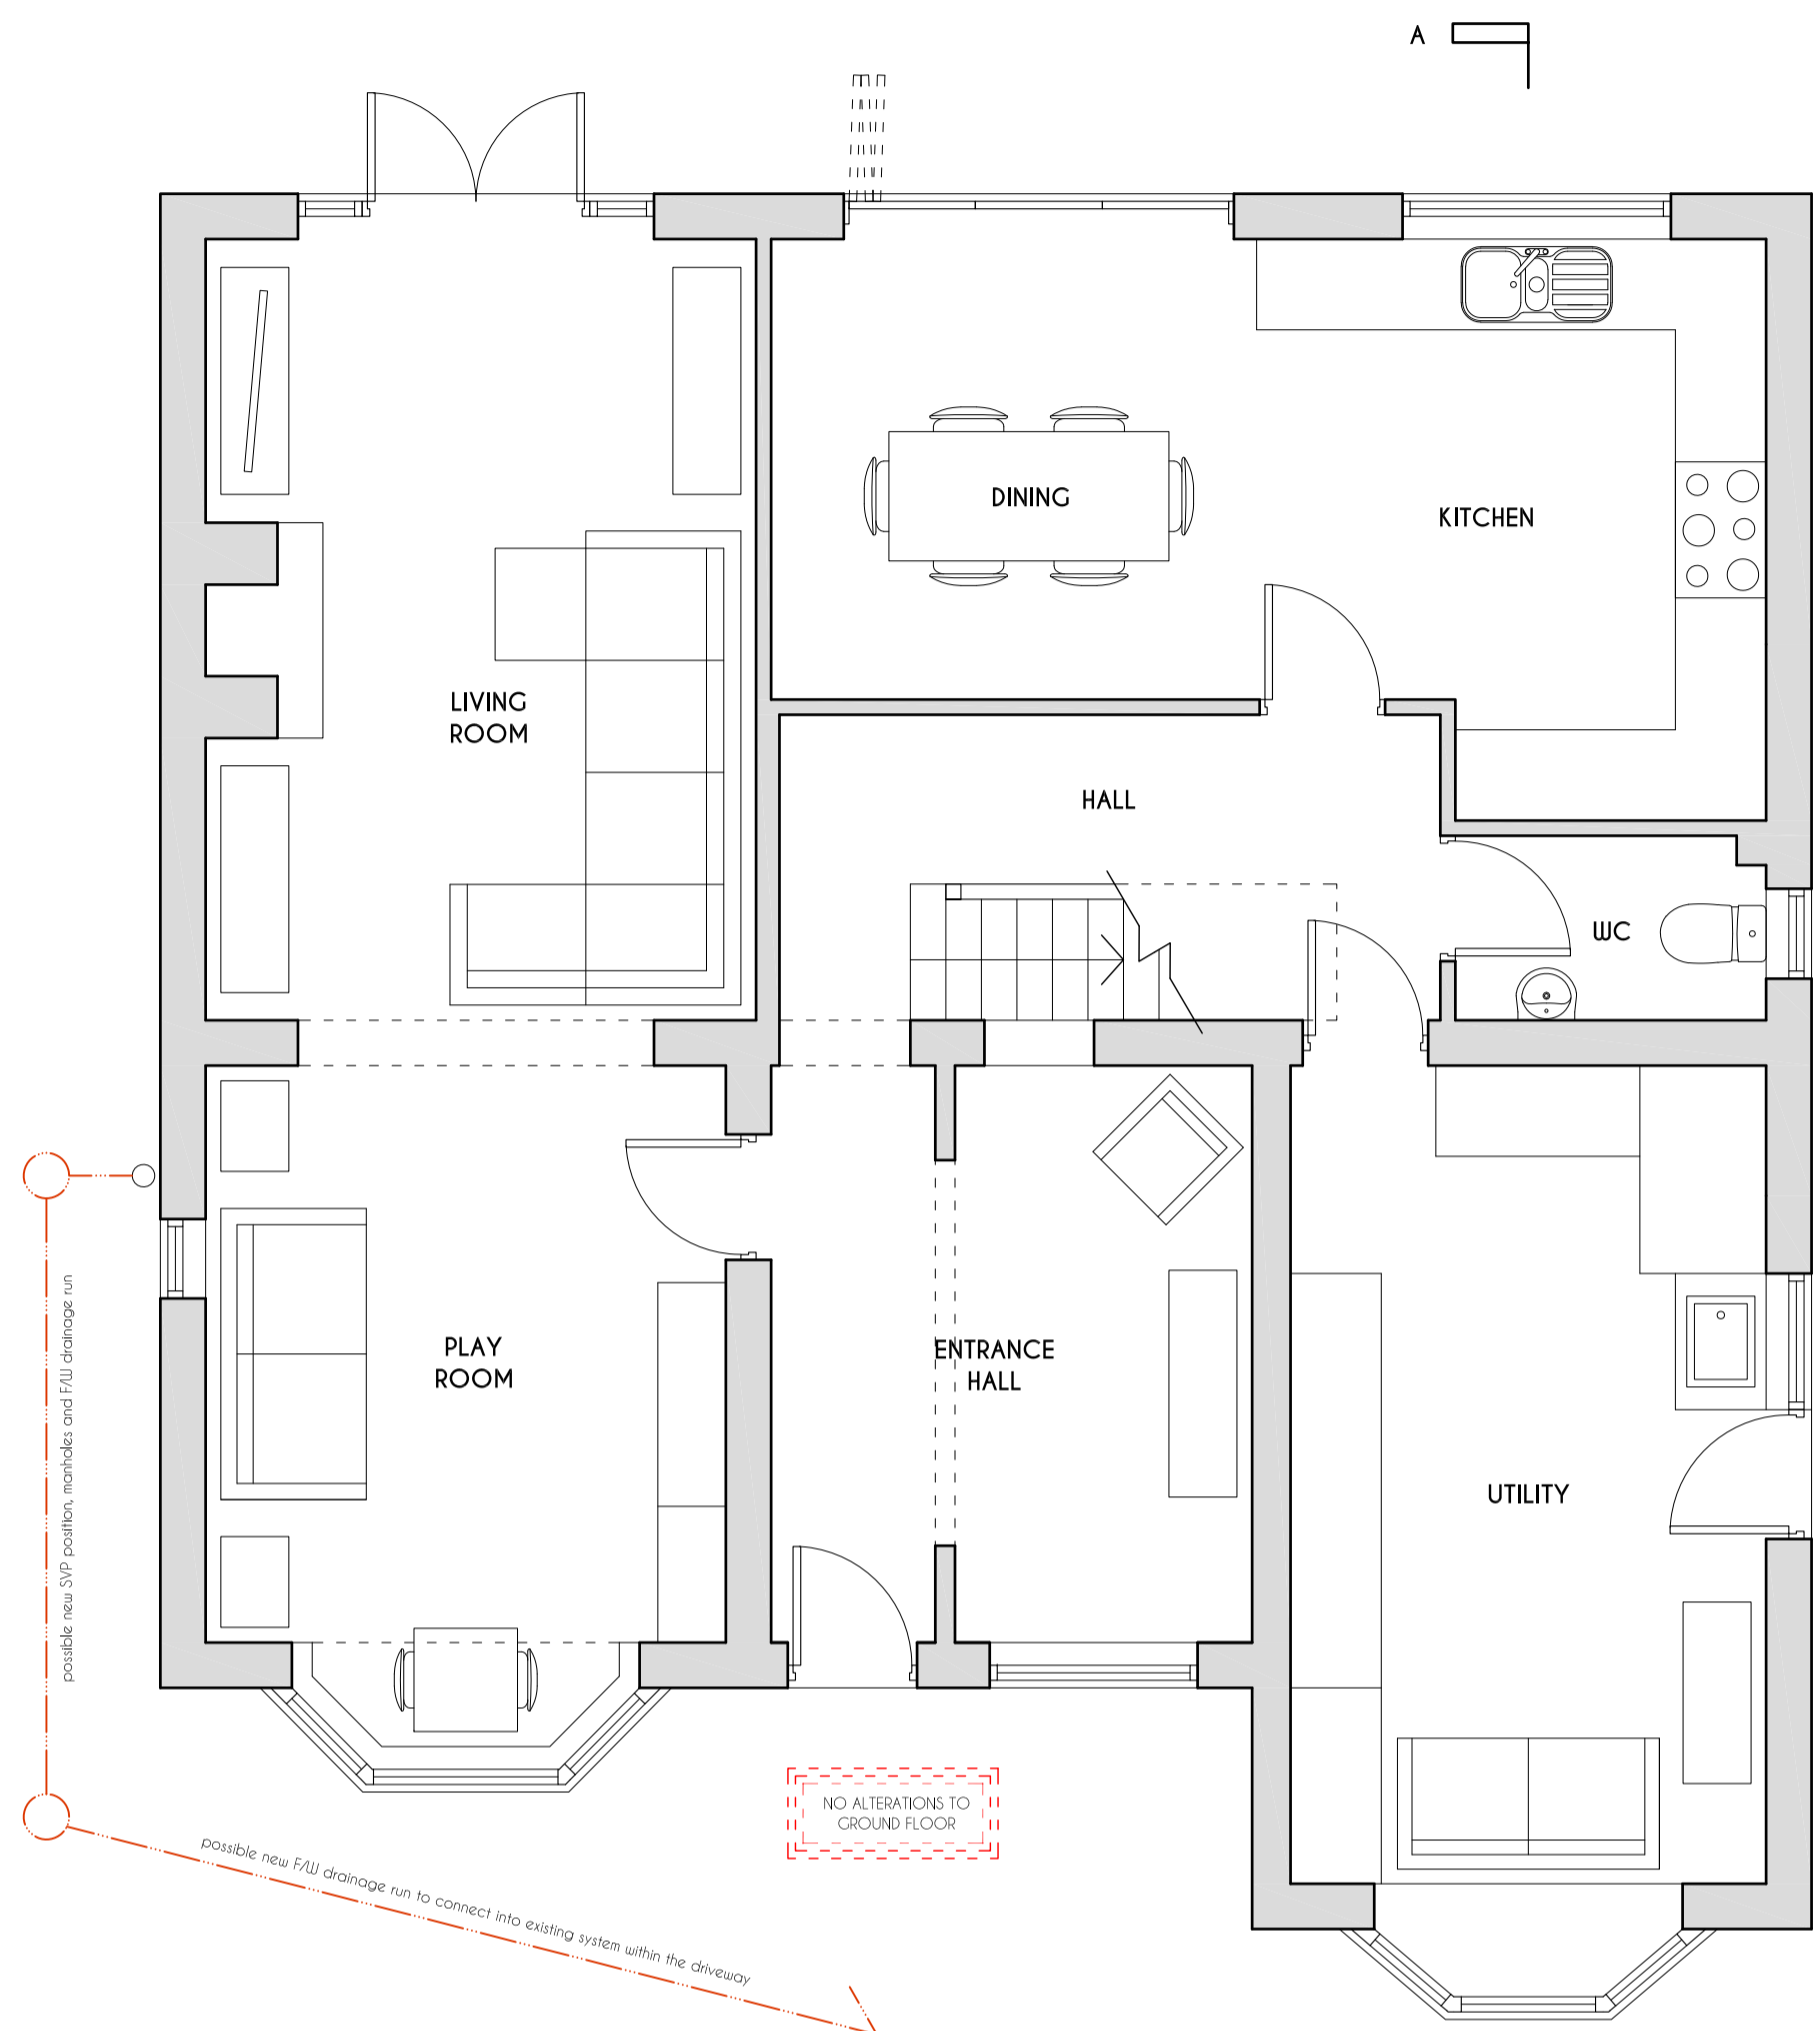 A
DINING
KITCHEN
LIVING
ROOM
HALL
WC
PLAY
ROOM
ENTRANCE
HALL
UTILITY
possible new SVP position, manholes and F/W drainage run
NO ALTERATIONS TO
GROUND FLOOR
possible new F/W drainage run to connect into existing system within the driveway